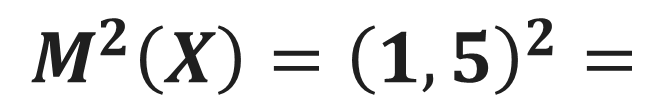 M²(X) = (1,5)² =